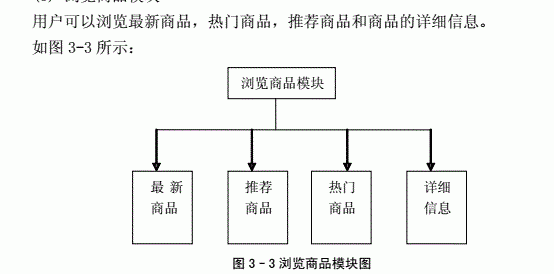 用户可以浏览最新商品，热门商品，推荐商品和商品的详细信息。
如图 3-3 所示：
浏览商品模块
最 新
商品
推荐
商品
热门
商品
详细
信息
图 3－3 浏览商品模块图